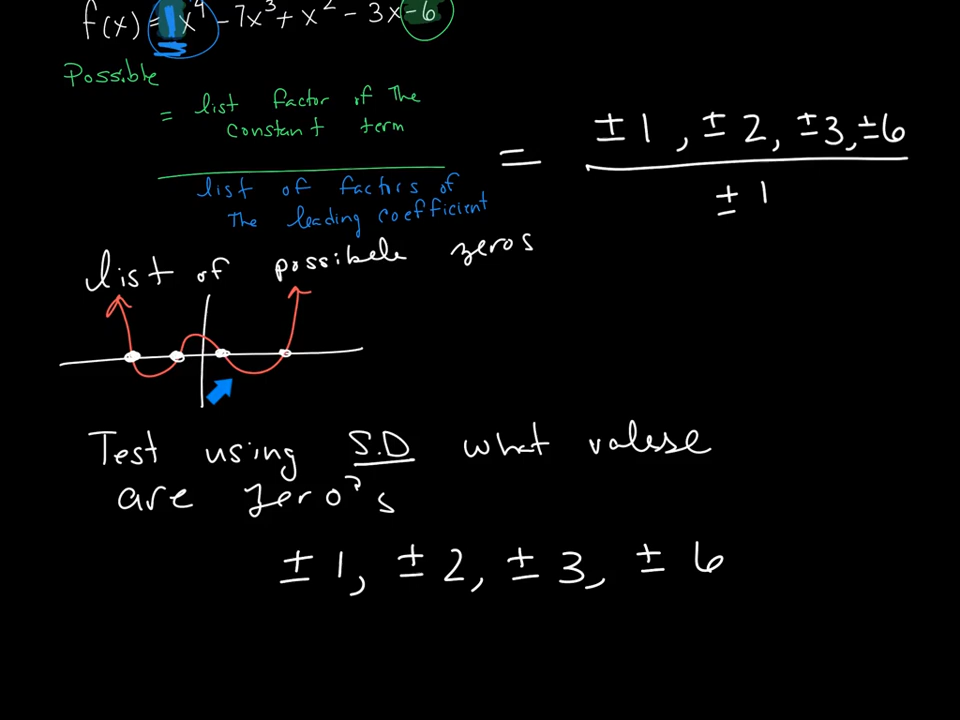 f(x) = 1x⁴ - 7x³ + x² - 3x - 6
Possible
= list factor of The
constant term
list of factors of
The leading coefficient
= ± 1, ± 2, ± 3, ± 6
± 1
list of possibele zeros
Test using S.D what valese
are zero's
± 1, ± 2, ± 3, ± 6